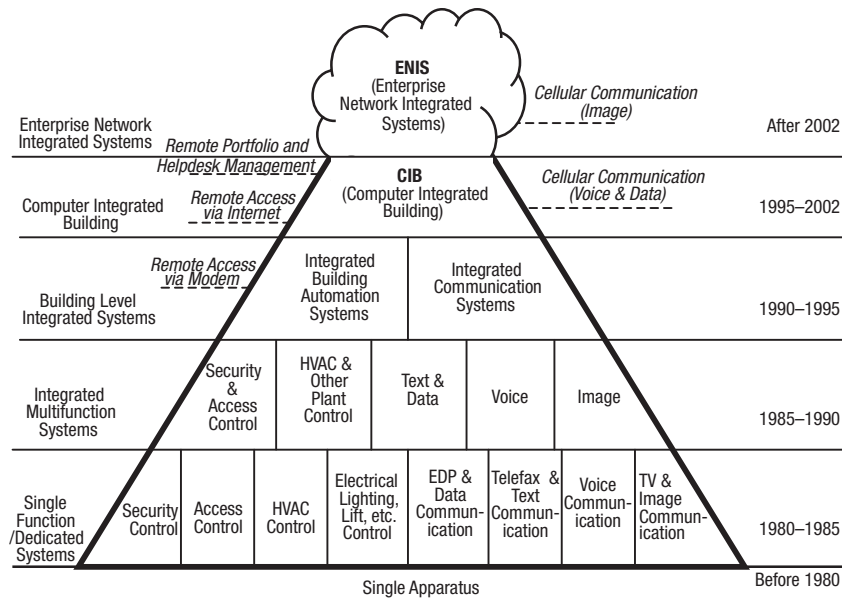 ENIS
(Enterprise
Network Integrated
Systems)
Cellular Communication
(Image)
Enterprise Network
Integrated Systems
After 2002
Remote Portfolio and
Helpdesk Management
CIB
(Computer Integrated
Building)
Cellular Communication
(Voice & Data)
Computer Integrated
Building
Remote Access
via Internet
1995–2002
Remote Access
via Modem
Integrated
Building
Automation
Systems
Integrated
Communication
Systems
Building Level
Integrated Systems
1990–1995
Integrated
Multifunction
Systems
Security
&
Access
Control
HVAC &
Other
Plant
Control
Text &
Data
Voice
Image
1985–1990
Single
Function
/Dedicated
Systems
Security
Control
Access
Control
HVAC
Control
Electrical
Lighting,
Lift, etc.
Control
EDP &
Data
Commun-
ication
Telefax &
Text
Commun-
ication
Voice
Commun-
ication
TV &
Image
Commun-
ication
1980–1985
Single Apparatus
Before 1980